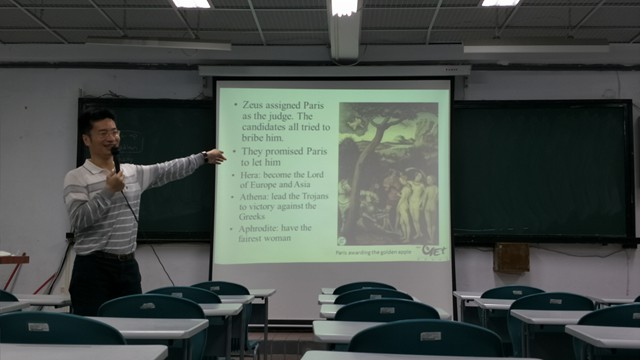 • Zeus assigned Paris
as the judge. The
candidates all tried to
bribe him.
• They promised Paris
to let him
• Hera: become the Lord
of Europe and Asia
• Athena: lead the Trojans
to victory against the
Greeks
• Aphrodite: have the
fairest woman
Paris awarding the golden apple